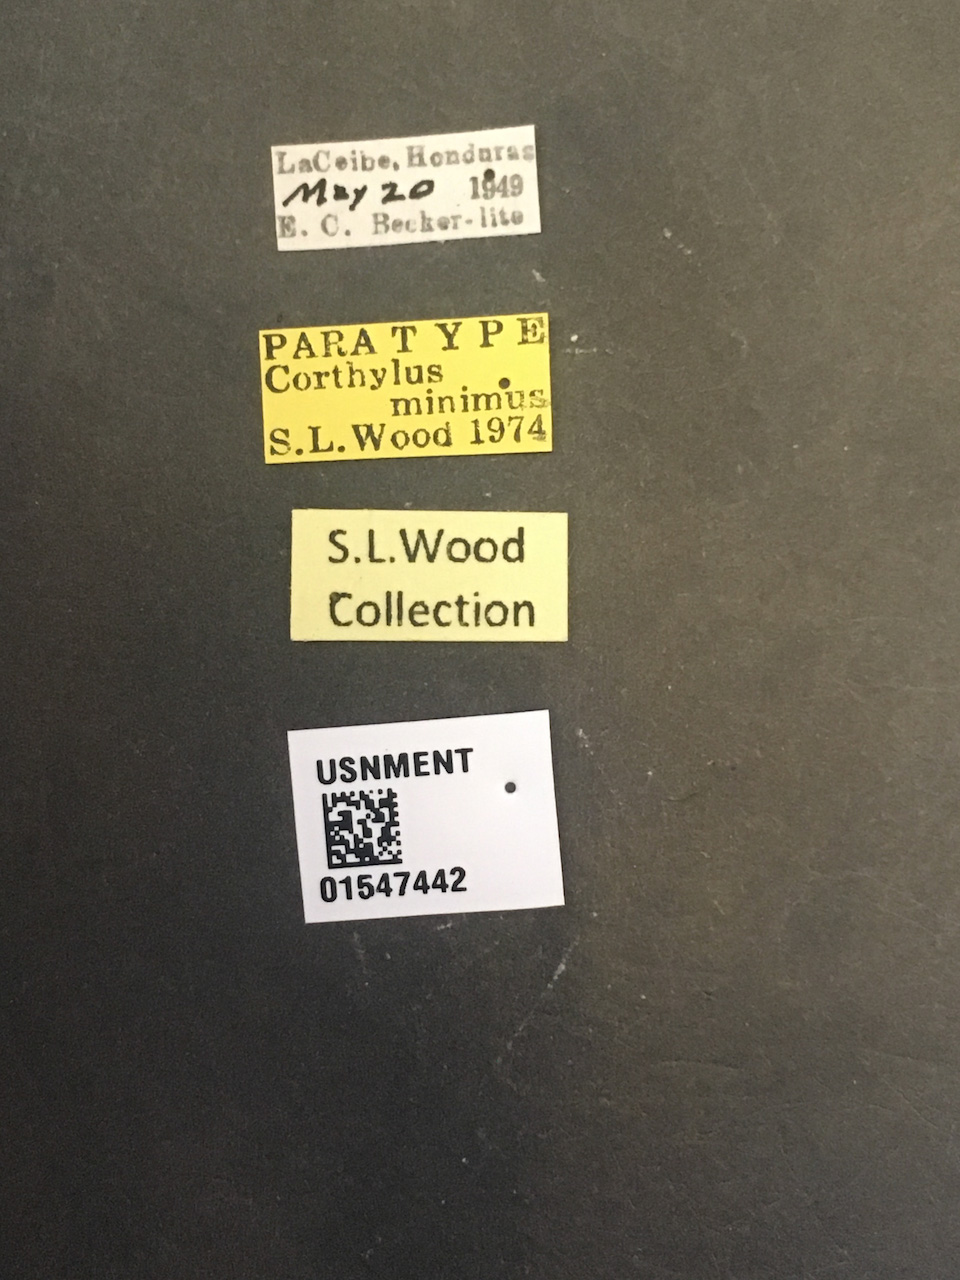 LaCeibe, Honduras
May 20 1949
E. C. Becker-lite
PARATYPE
Corthylus
minimus
S.L.Wood 1974
S.L.Wood
Collection
USNMENT
01547442